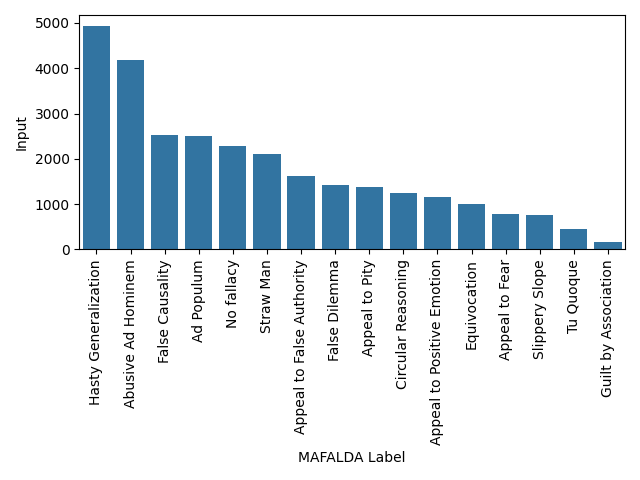 5000
4000
3000
2000
1000
0
Input
Hasty Generalization
Abusive Ad Hominem
False Causality
Ad Populum
No fallacy
Straw Man
Appeal to False Authority
False Dilemma
Appeal to Pity
Circular Reasoning
Appeal to Positive Emotion
Equivocation
Appeal to Fear
Slippery Slope
Tu Quoque
Guilt by Association
MAFALDA Label